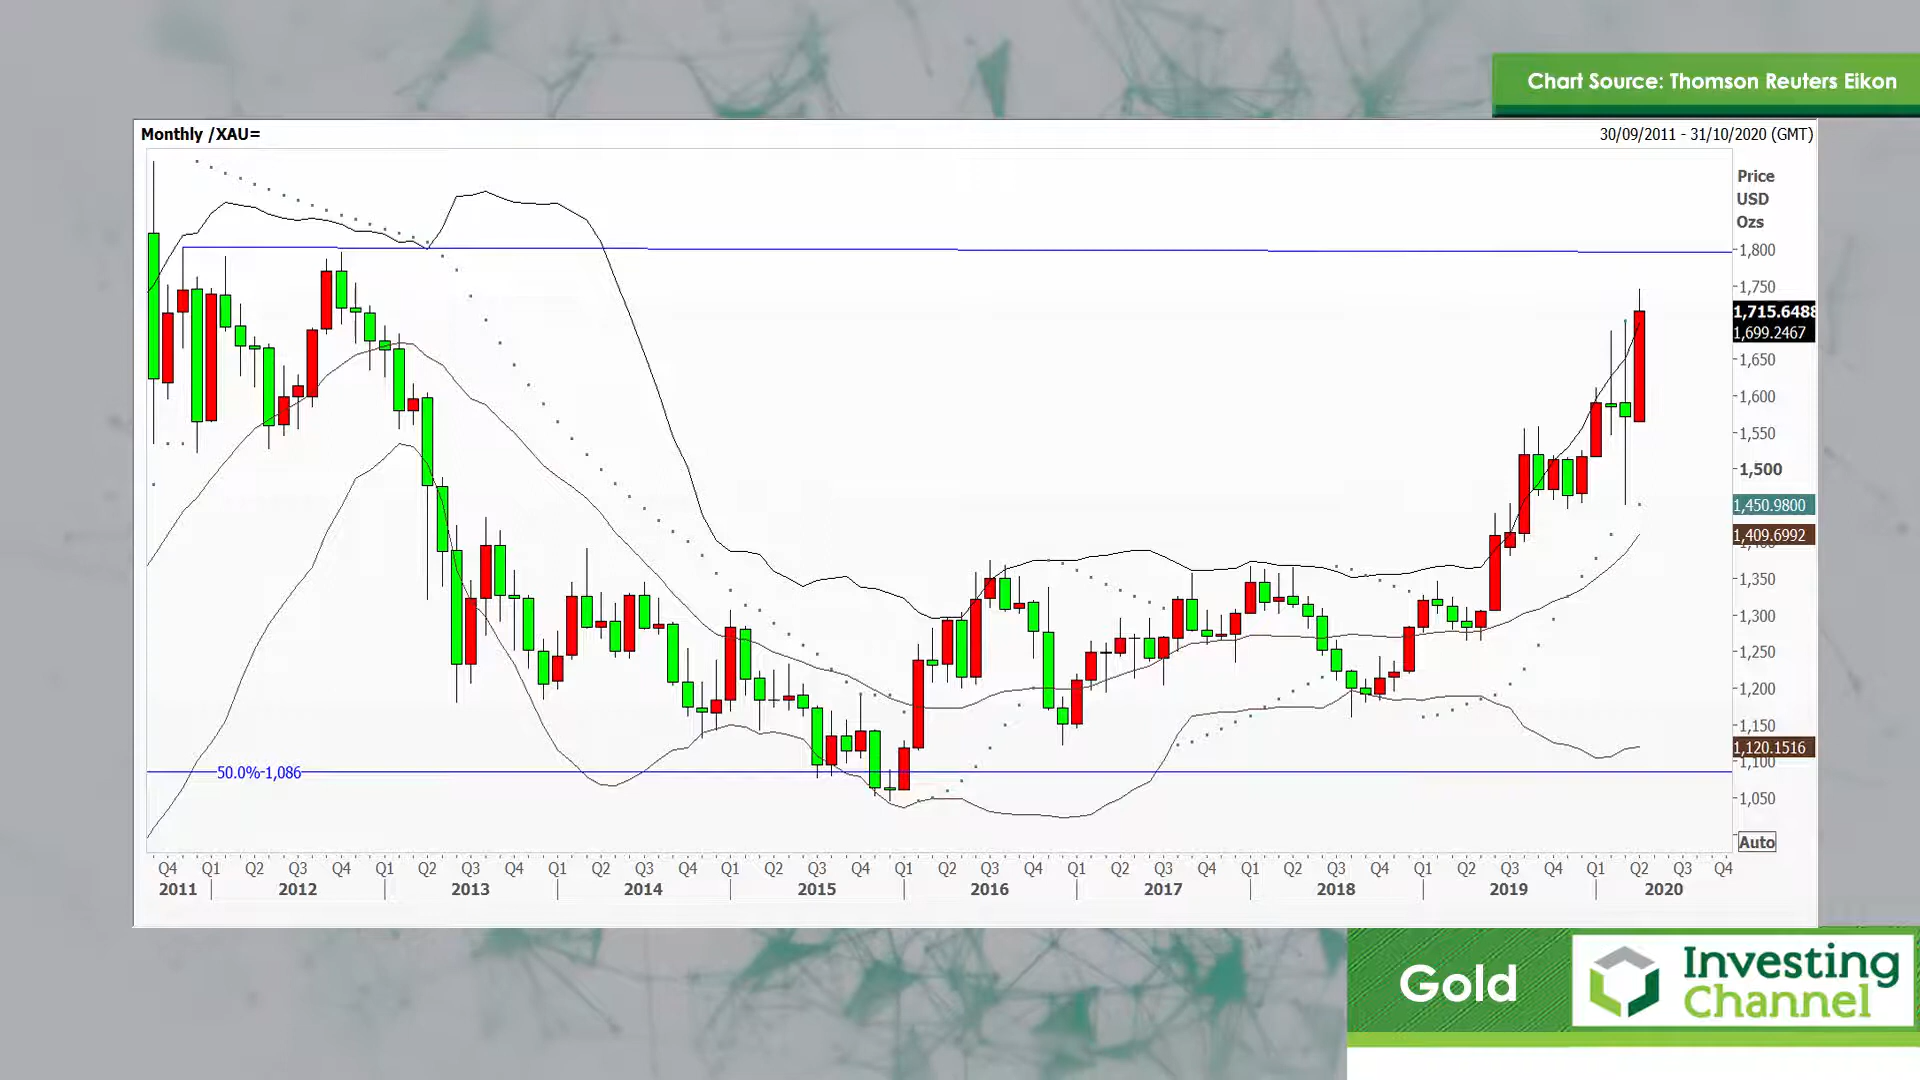 Chart Source: Thomson Reuters Eikon
Monthly /XAU=
30/09/2011 - 31/10/2020 (GMT)
Price
USD
Ozs
1,800
1,750
1,715.6488
1,699.2467
1,650
1,600
1,550
1,500
1,450.9800
1,409.6992
1,350
1,300
1,250
1,200
1,150
1,120.1516
1,100
1,050
50.0%-1,086
Auto
Q4 Q1 Q2 Q3 Q4 Q1 Q2 Q3 Q4 Q1 Q2 Q3 Q4 Q1 Q2 Q3 Q4 Q1 Q2 Q3 Q4 Q1 Q2 Q3 Q4 Q1 Q2 Q3 Q4 Q1 Q2 Q3 Q4 Q1 Q2 Q3 Q4
2011 2012 2013 2014 2015 2016 2017 2018 2019 2020
Gold
Investing
Channel